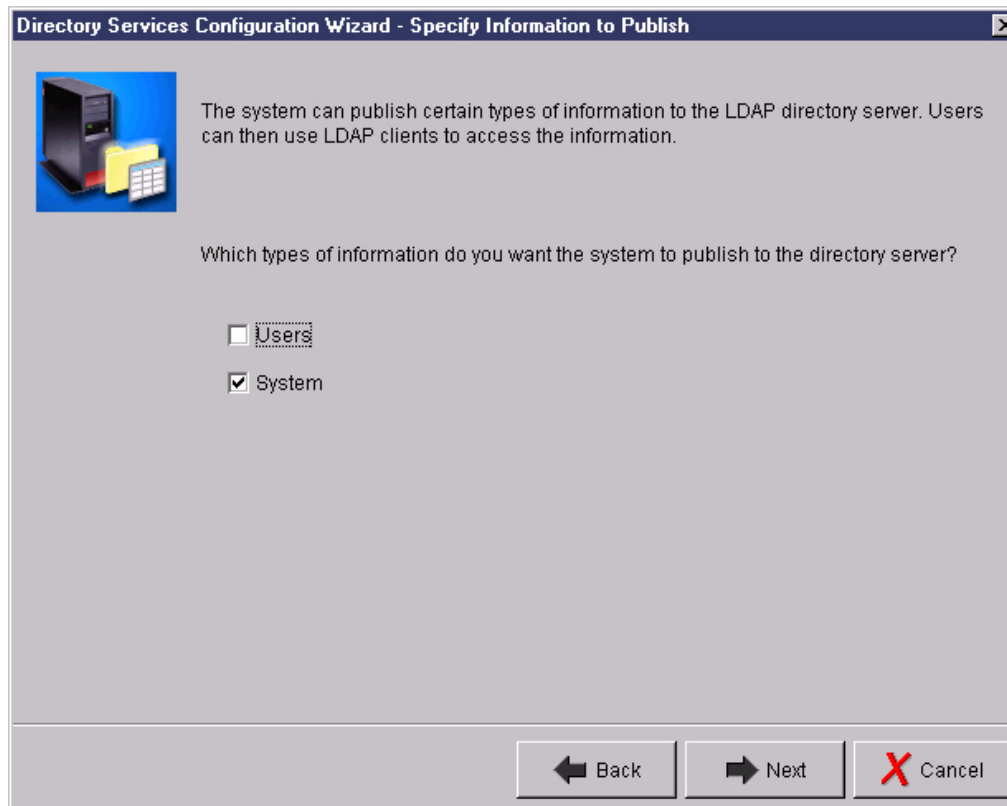 Directory Services Configuration Wizard - Specify Information to Publish
The system can publish certain types of information to the LDAP directory server. Users
can then use LDAP clients to access the information.
Which types of information do you want the system to publish to the directory server?
Users
System
Back
Next
Cancel